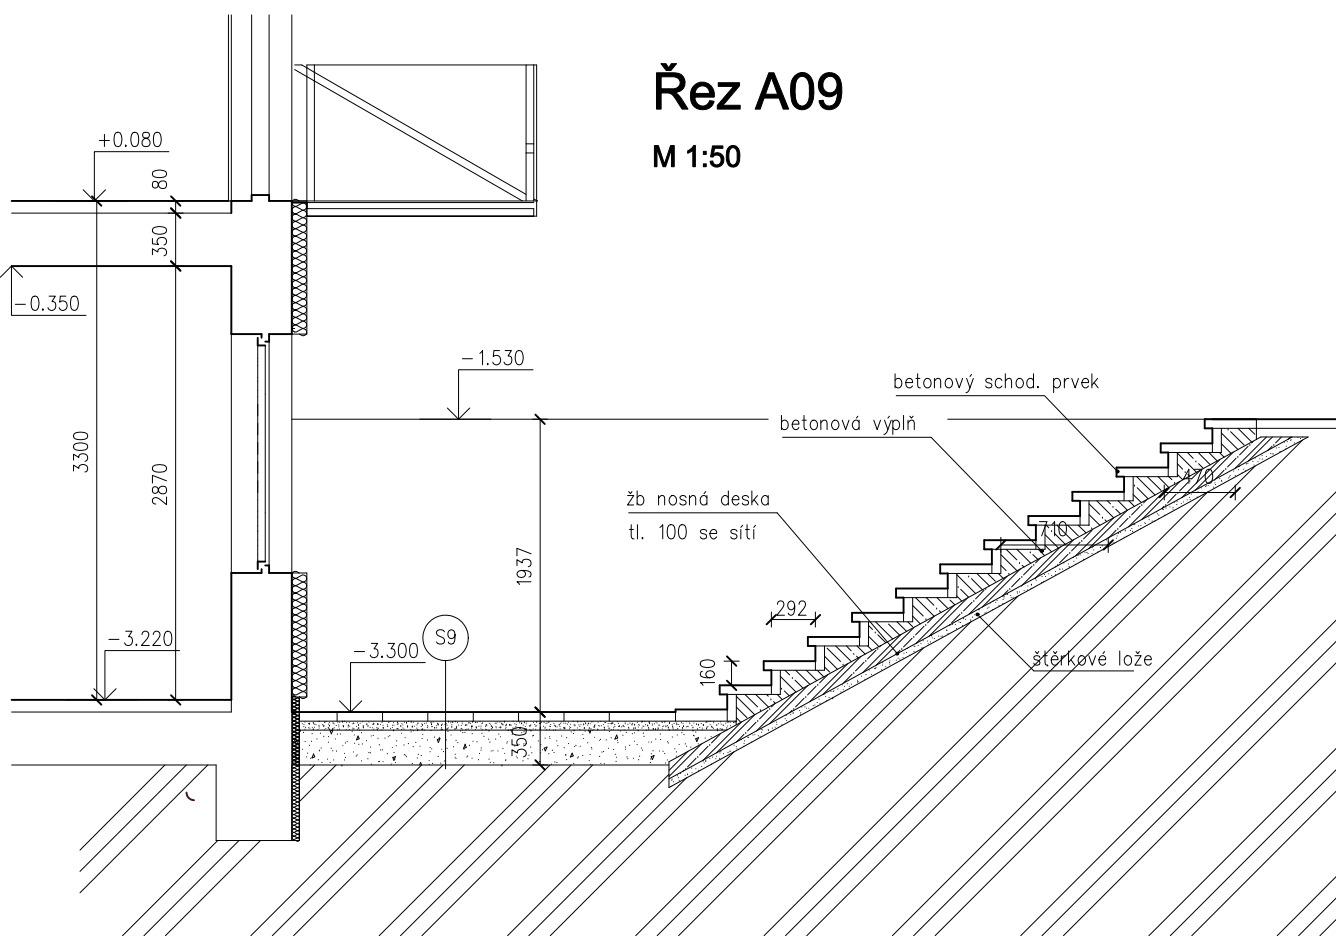 Řez A09
M 1:50
+0.080
80
350
-0.350
-1.530
betonový schod. prvek
betonová výplň
3300
2870
470
žb nosná deska
tl. 100 se sítí
710
1937
292
-3.220
S9
-3.300
160
štěrkové lože
350